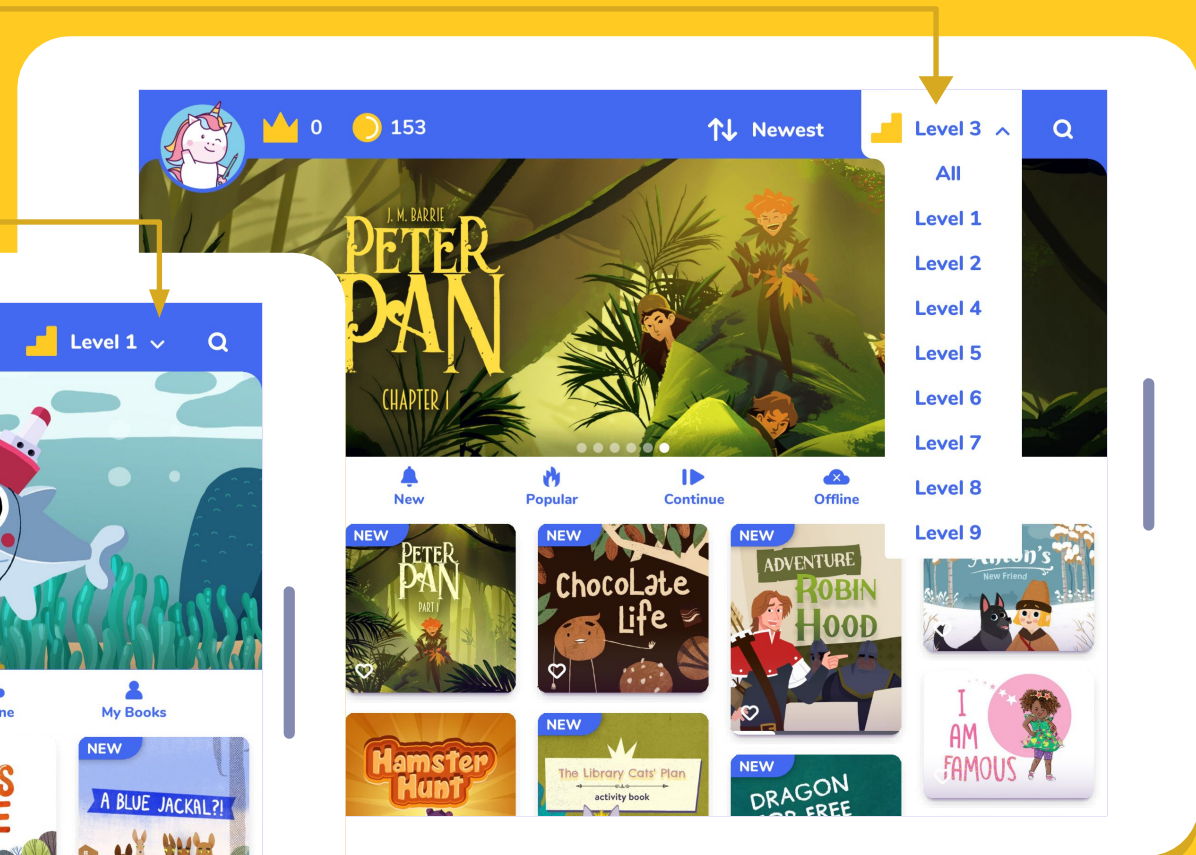 0
153
Newest
Level 3
All
Level 1
Level 2
Level 4
Level 5
Level 6
Level 7
Level 8
Level 9
J. M. BARRIE
PETER
PAN
CHAPTER I
New
Popular
Continue
Offline
NEW
PETER
PAN
PART I
NEW
ChocoLate
Life
NEW
ADVENTURE
ROBIN
HOOD
Anton's
New Friend
I
AM
FAMOUS
Hamster
Hunt
NEW
The Library Cats' Plan
activity book
NEW
DRAGON
FOR FREE
Level 1
My Books
NEW
A BLUE JACKAL?!